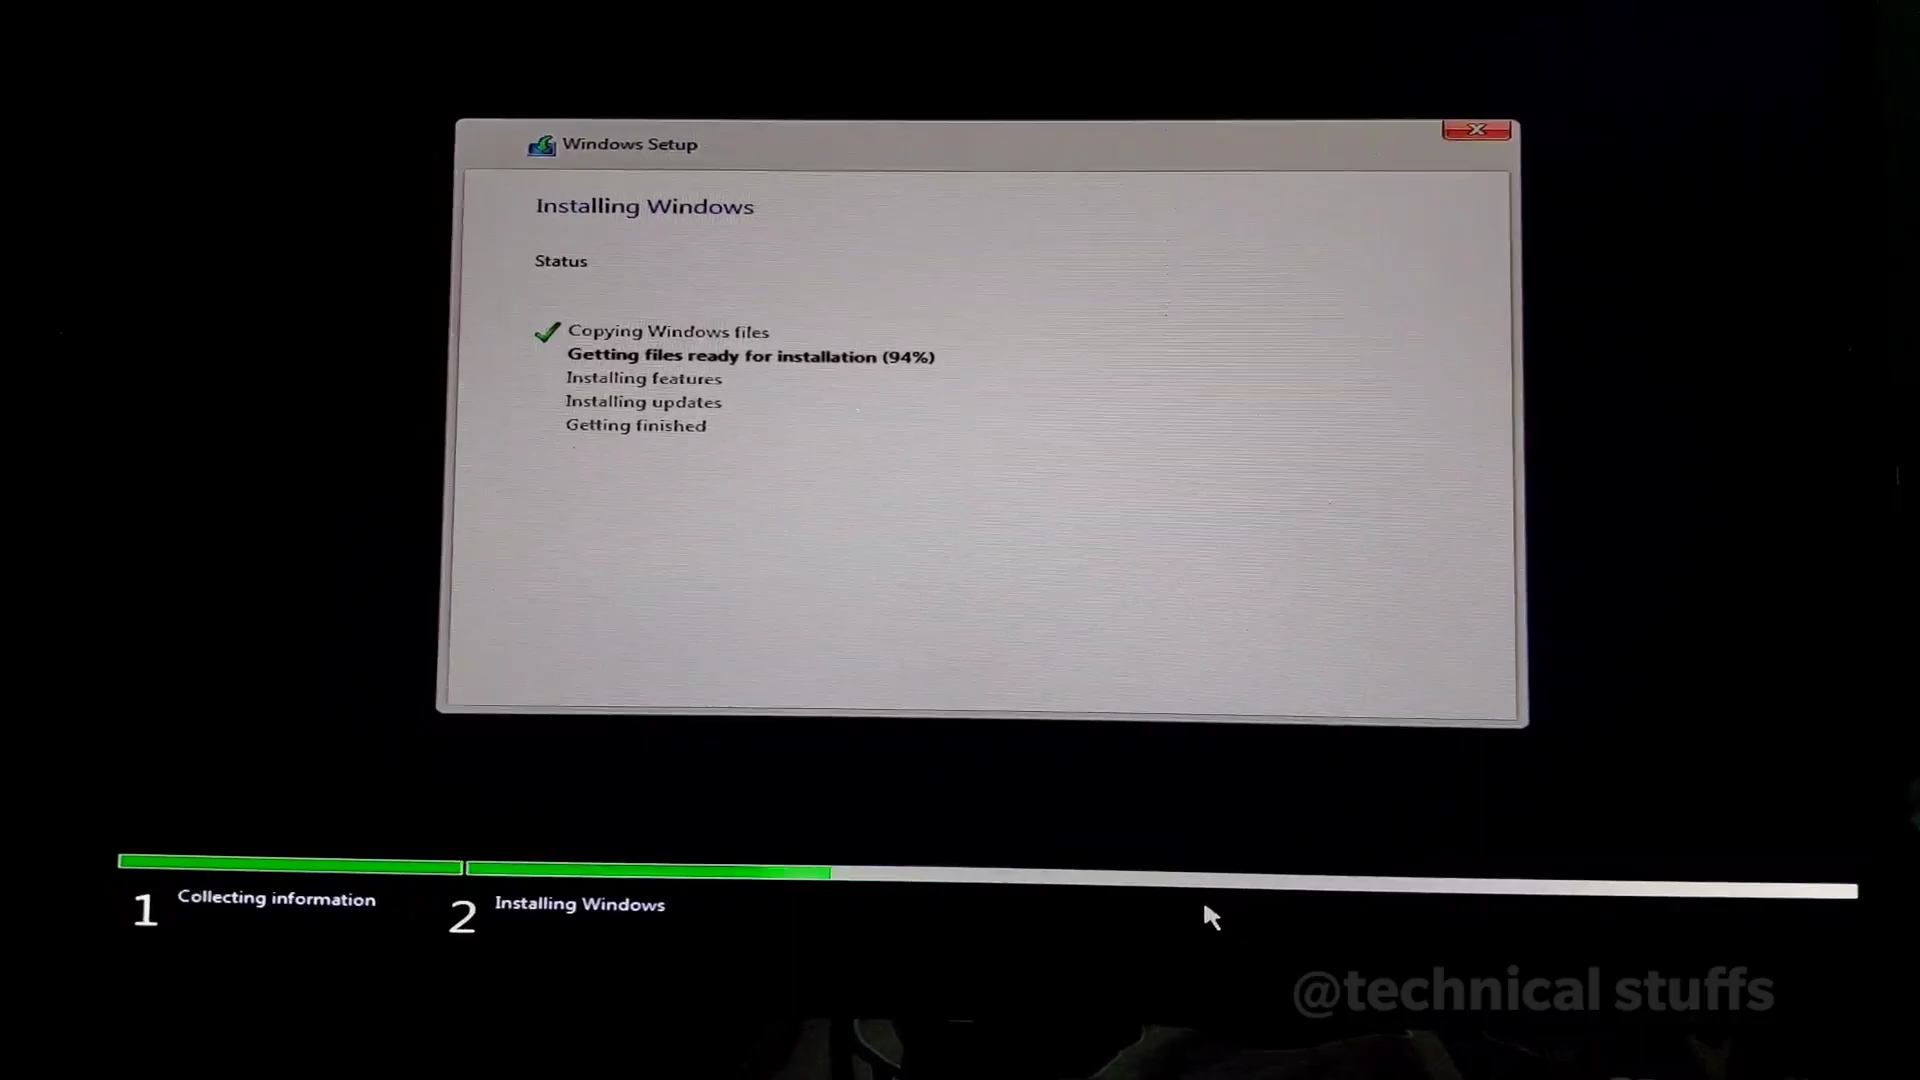 Windows Setup
Installing Windows
Status
Copying Windows files
Getting files ready for installation (94%)
Installing features
Installing updates
Getting finished
1 Collecting information
2 Installing Windows
@technical stuffs